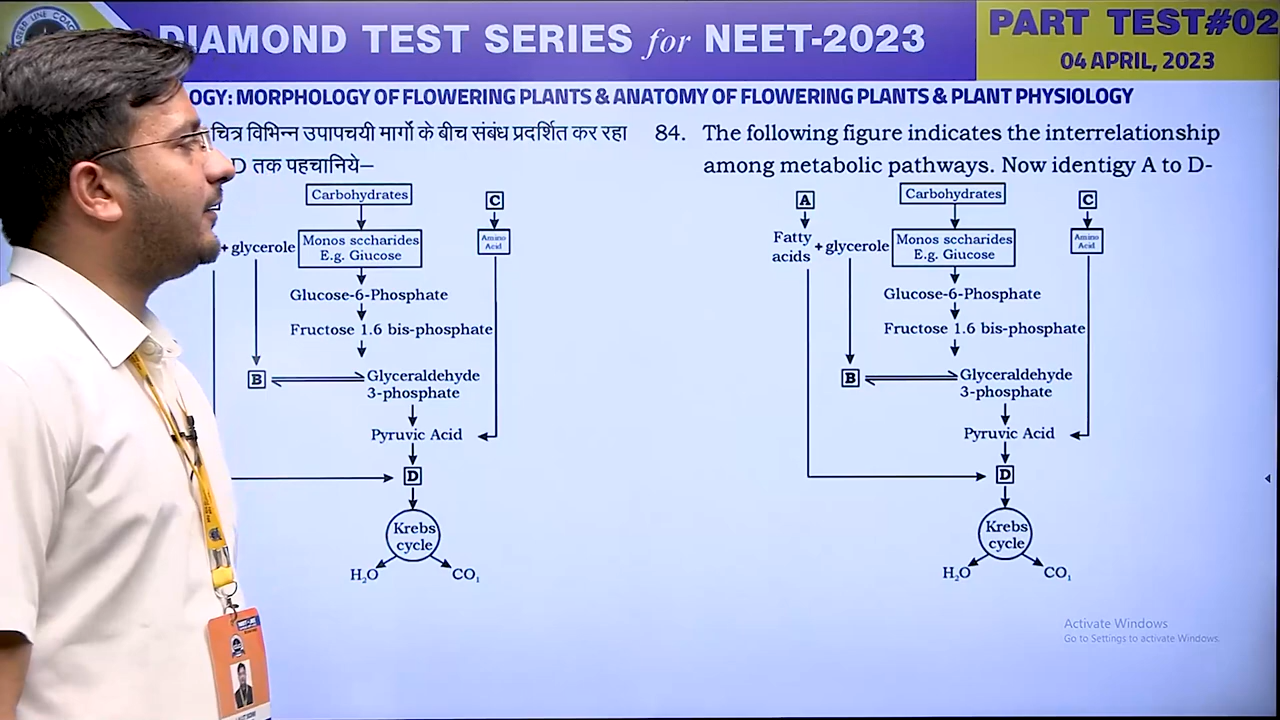 DIAMOND TEST SERIES for NEET-2023
PART TEST#02
04 APRIL, 2023
OGY: MORPHOLOGY OF FLOWERING PLANTS & ANATOMY OF FLOWERING PLANTS & PLANT PHYSIOLOGY
चित्र विभिन्न उपापचयी मार्गो के बीच संबंध प्रदर्शित कर रहा
D तक पहचानिये—
Carbohydrates
C
+ glycerole
Monos sccharides
E.g. Giucose
Amino
Acid
Glucose-6-Phosphate
Fructose 1.6 bis-phosphate
B
Glyceraldehyde
3-phosphate
Pyruvic Acid
D
Krebs
cycle
H₂O
CO₁
84. The following figure indicates the interrelationship
among metabolic pathways. Now identigy A to D-
A
Carbohydrates
C
Fatty
acids
+ glycerole
Monos sccharides
E.g. Giucose
Amino
Acid
Glucose-6-Phosphate
Fructose 1.6 bis-phosphate
B
Glyceraldehyde
3-phosphate
Pyruvic Acid
D
Krebs
cycle
H₂O
CO₁
Activate Windows
Go to Settings to activate Windows.